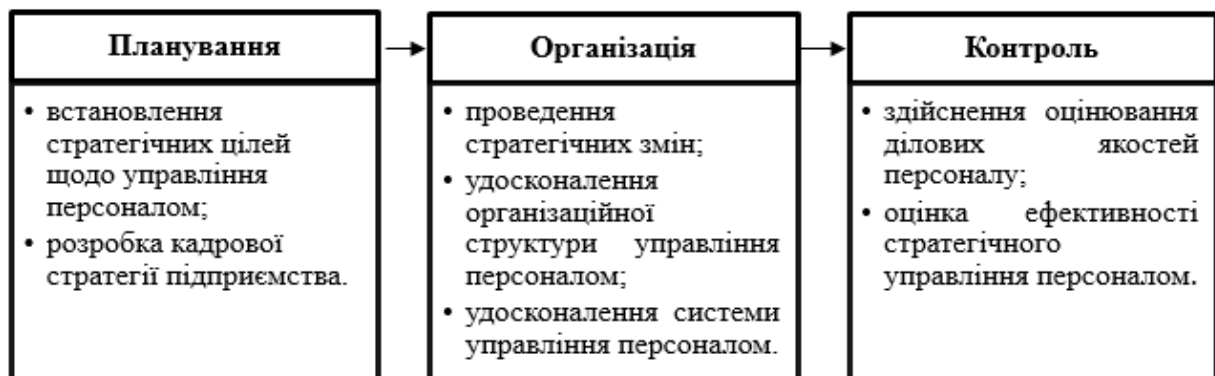 Планування
• встановлення
стратегічних цілей
щодо управління
персоналом;
• розробка кадрової
стратегії підприємства.
Організація
• проведення
стратегічних змін;
• удосконалення
організаційної
структури управління
персоналом;
• удосконалення системи
управління персоналом.
Контроль
• здійснення оцінювання
ділових якостей
персоналу;
• оцінка ефективності
стратегічного
управління персоналом.